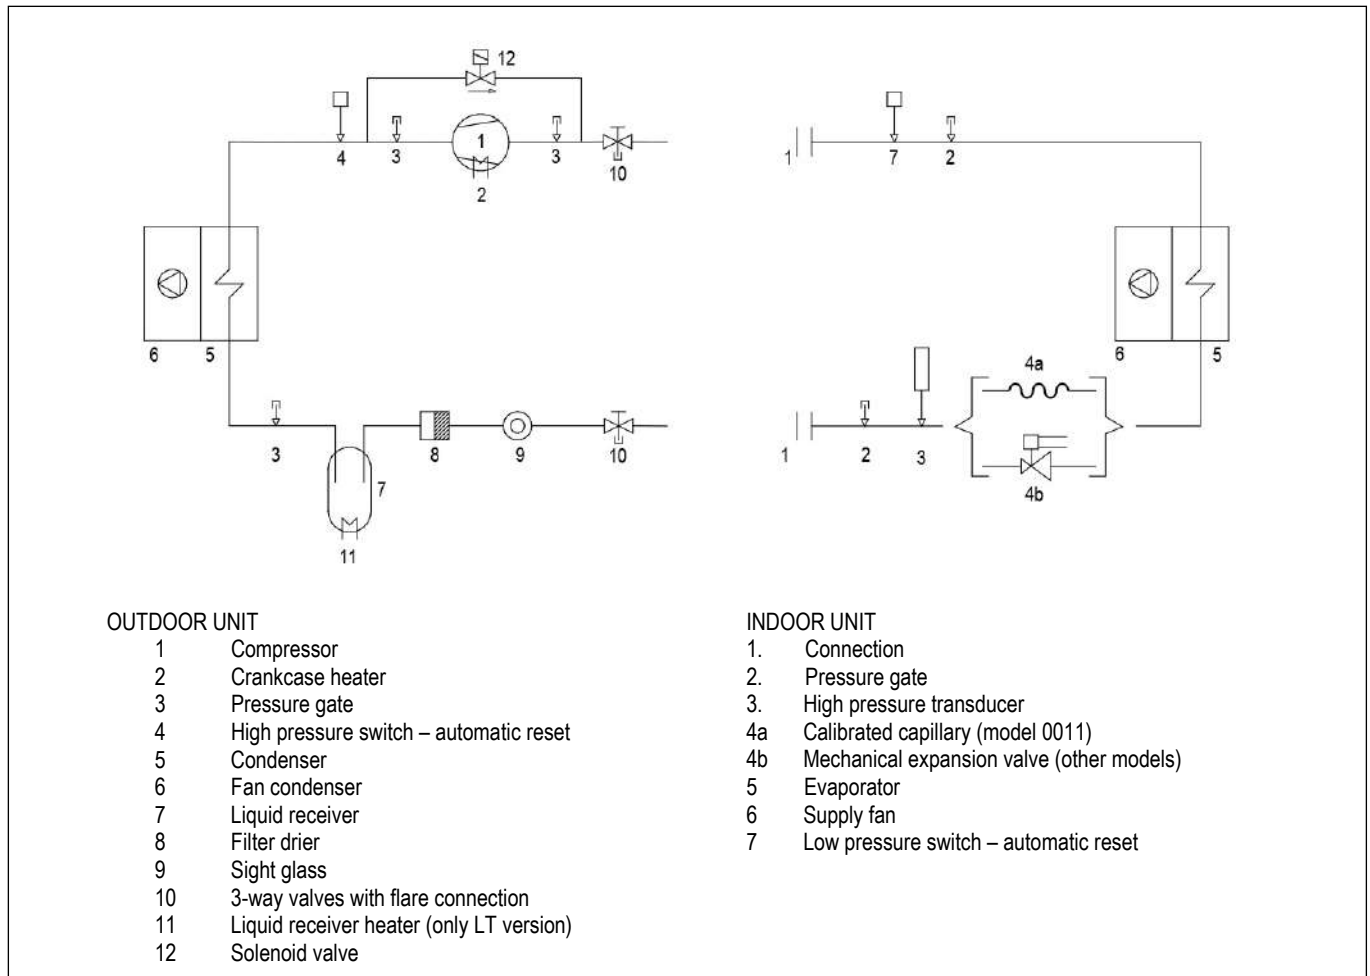 12
1
4
3
3
10
2
6
5
3
8
9
10
7
11
1
7
2
6
5
4a
1
2
3
4b
OUTDOOR UNIT
1 Compressor
2 Crankcase heater
3 Pressure gate
4 High pressure switch – automatic reset
5 Condenser
6 Fan condenser
7 Liquid receiver
8 Filter drier
9 Sight glass
10 3-way valves with flare connection
11 Liquid receiver heater (only LT version)
12 Solenoid valve
INDOOR UNIT
1. Connection
2. Pressure gate
3. High pressure transducer
4a Calibrated capillary (model 0011)
4b Mechanical expansion valve (other models)
5 Evaporator
6 Supply fan
7 Low pressure switch – automatic reset